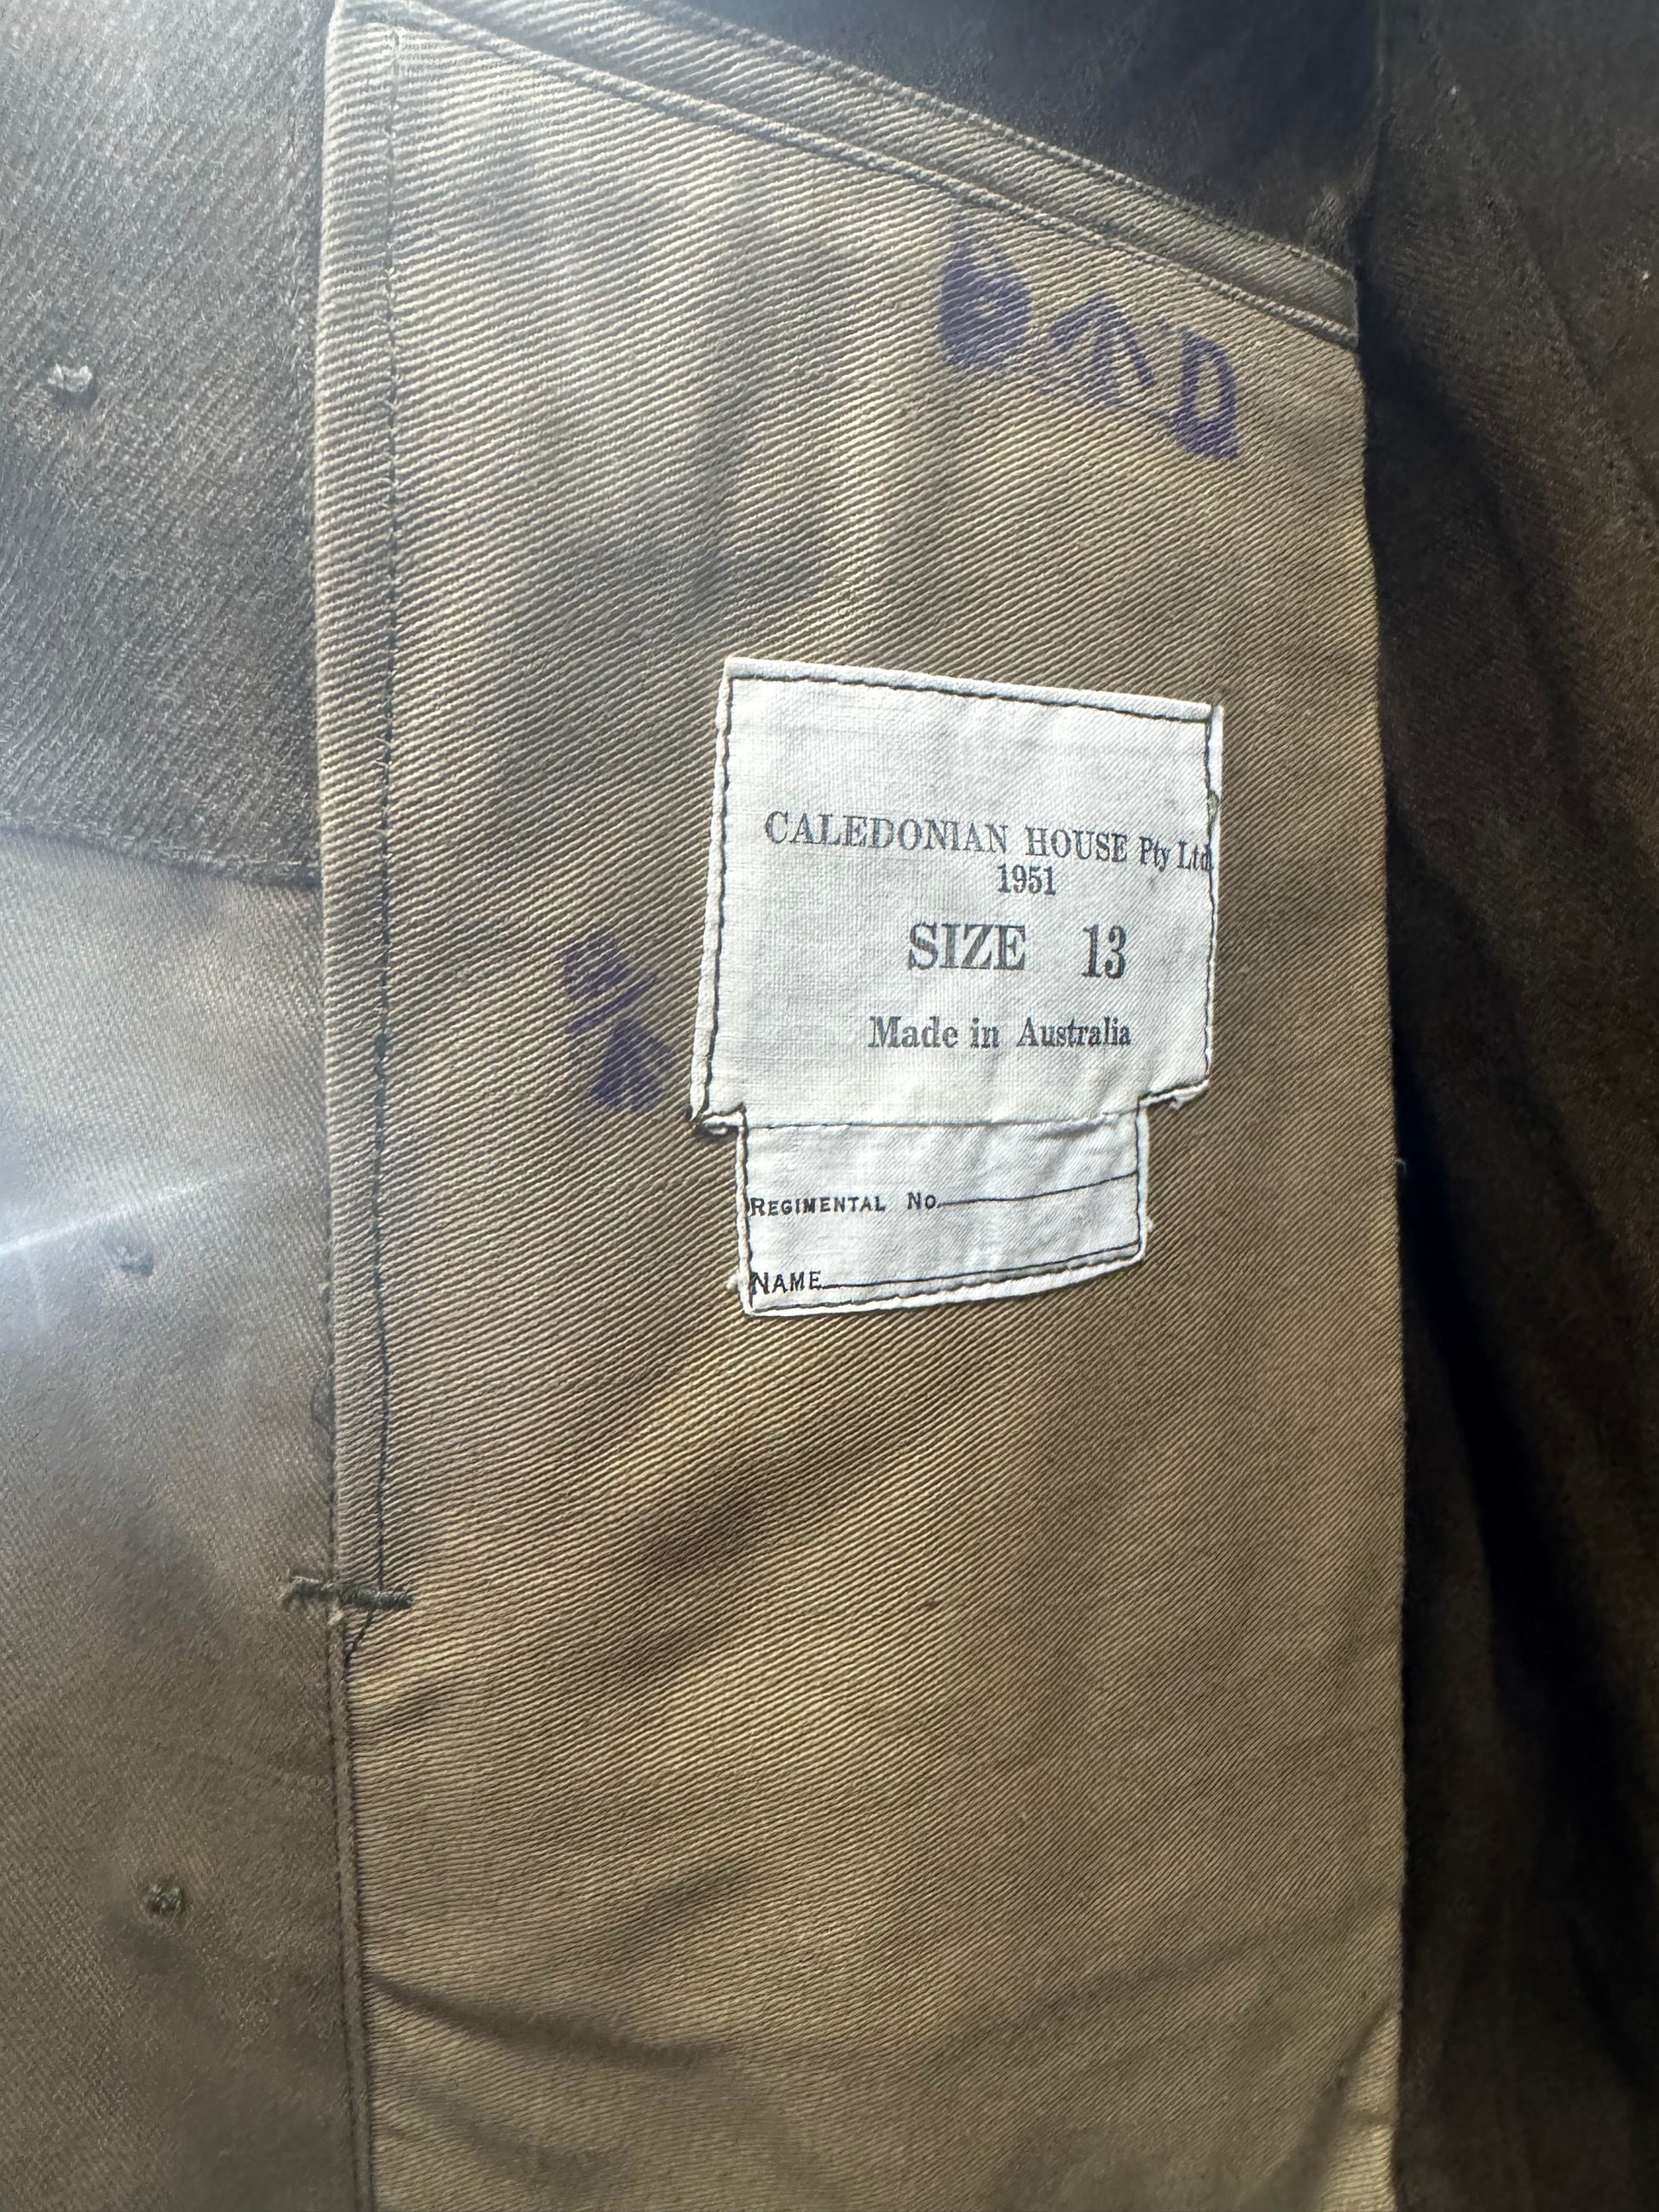 D↑D
CALEDONIAN HOUSE Pty Ltd.
1951
SIZE 13
Made in Australia
REGIMENTAL No.
NAME